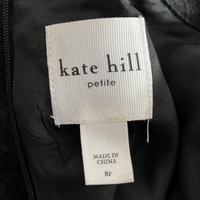 kate hill
petite
MADE IN
CHINA
8P